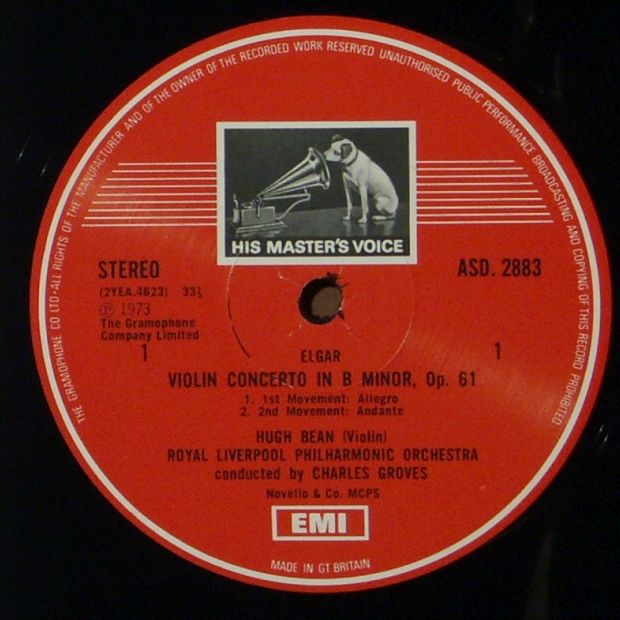 THE GRAMOPHONE CO LTD•ALL RIGHTS OF THE MANUFACTURER AND OF THE OWNER OF THE RECORDED WORK RESERVED UNAUTHORISED PUBLIC PERFORMANCE BROADCASTING AND COPYING OF THIS RECORD PROHIBITED
HIS MASTER'S VOICE
STEREO
ASD. 2883
(2YEA.4623) 33⅓
℗ 1973
The Gramophone
Company Limited
1
1
ELGAR
VIOLIN CONCERTO IN B MINOR, Op. 61
1. 1st Movement: Allegro
2. 2nd Movement: Andante
HUGH BEAN (Violin)
ROYAL LIVERPOOL PHILHARMONIC ORCHESTRA
conducted by CHARLES GROVES
Novello & Co. MCPS
EMI
MADE IN GT BRITAIN